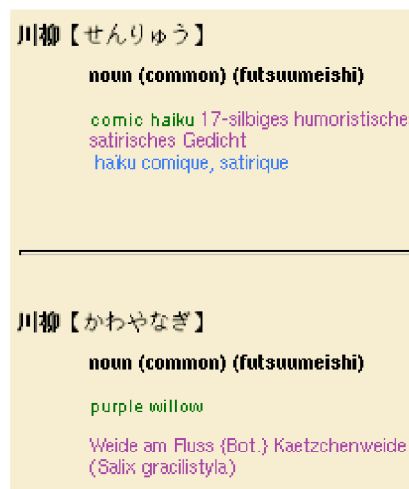 川柳【せんりゅう】
noun (common) (futsuumeishi)
comic haiku 17-silbiges humoristische
satirisches Gedicht
haïku comique, satirique
川柳【かわやなぎ】
noun (common) (futsuumeishi)
purple willow
Weide am Fluss {Bot.} Kaetzchenweide
(Salix gracilistyla)